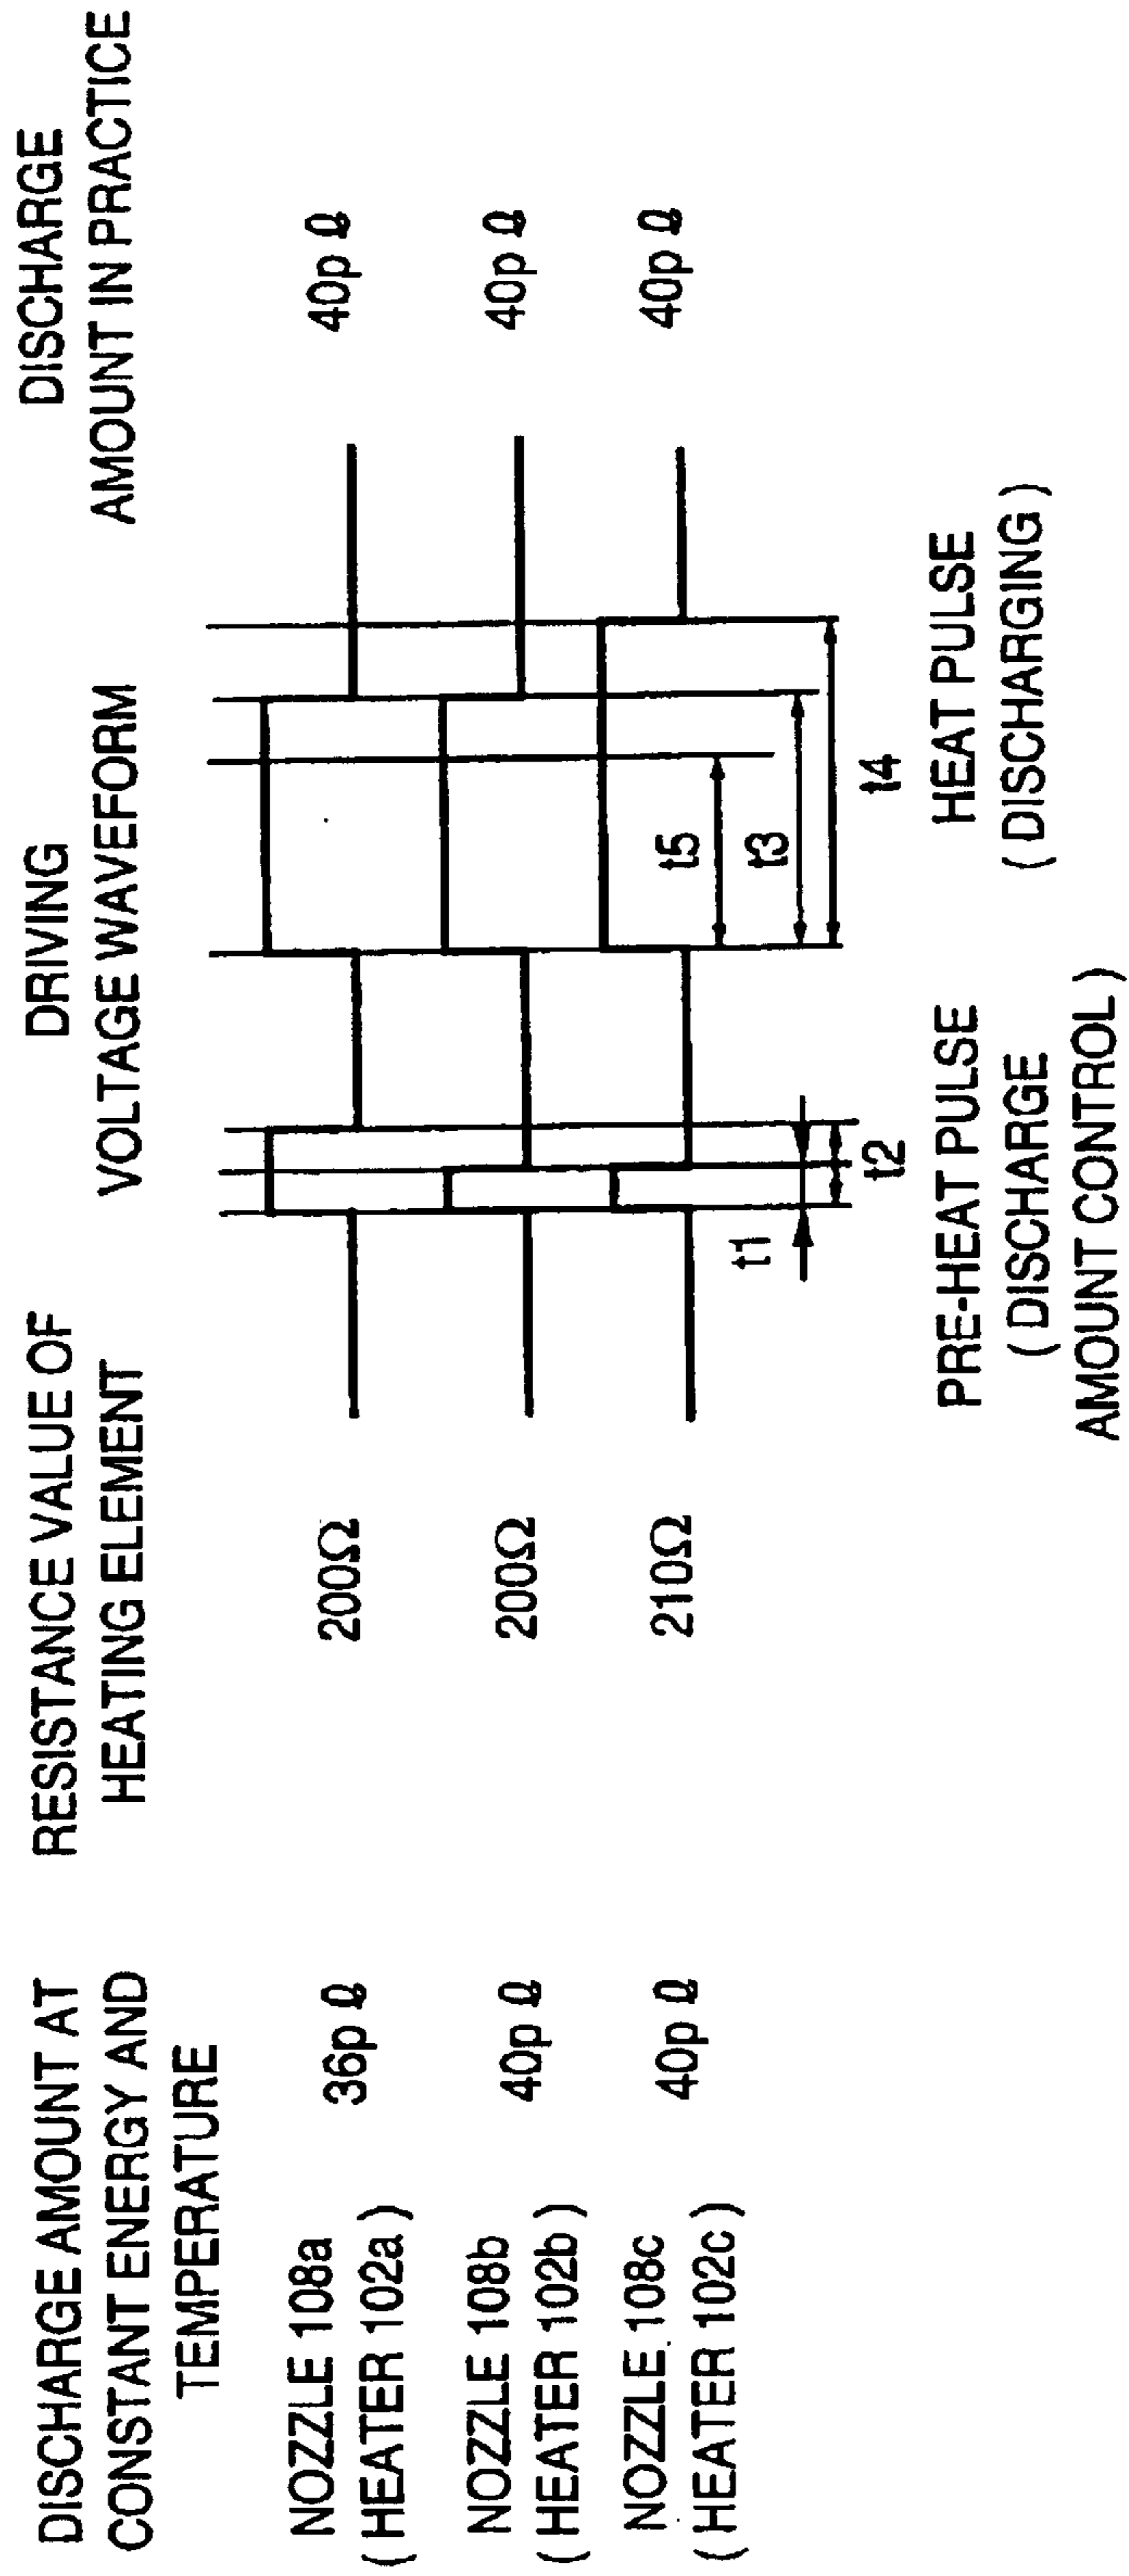 DISCHARGE AMOUNT AT
CONSTANT ENERGY AND
TEMPERATURE
RESISTANCE VALUE OF
HEATING ELEMENT
DRIVING
VOLTAGE WAVEFORM
DISCHARGE
AMOUNT IN PRACTICE
NOZZLE 108a
( HEATER 102a )
36p ℓ
200Ω
40p ℓ
NOZZLE 108b
( HEATER 102b )
40p ℓ
200Ω
40p ℓ
NOZZLE 108c
( HEATER 102c )
40p ℓ
210Ω
40p ℓ
t1
t2
t5
t3
t4
PRE-HEAT PULSE
( DISCHARGE
AMOUNT CONTROL )
HEAT PULSE
( DISCHARGING )